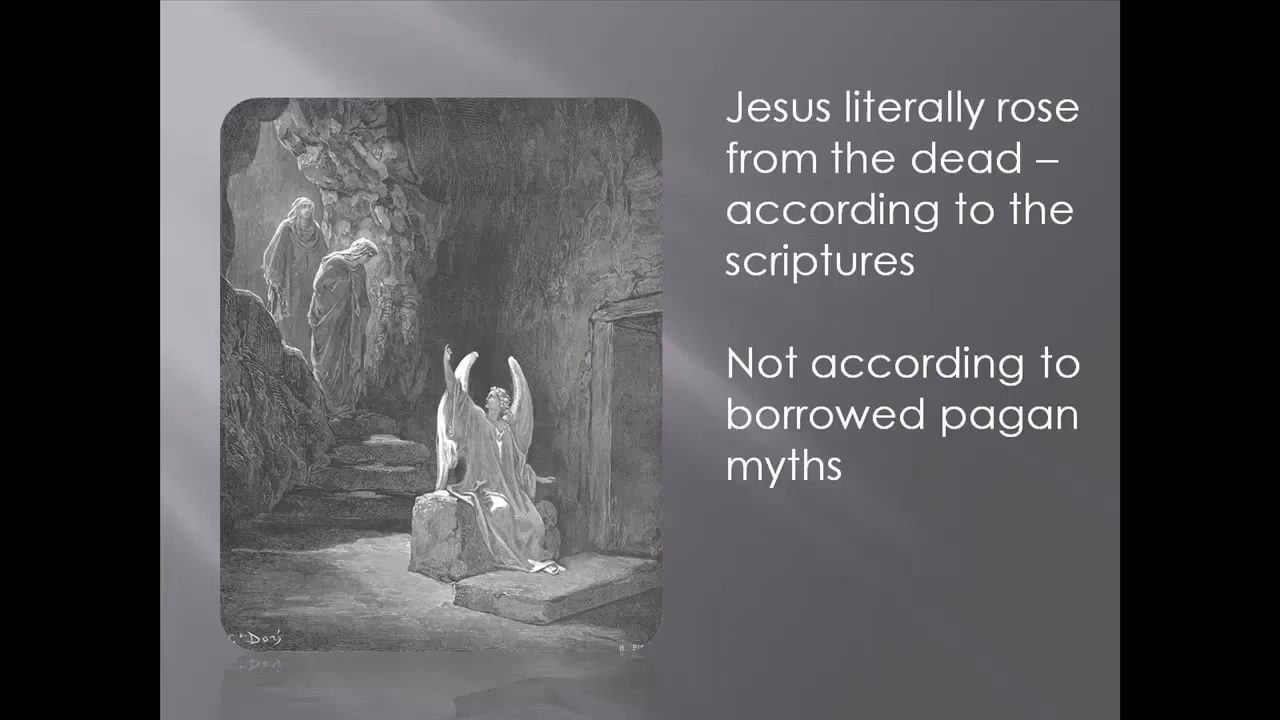 Jesus literally rose
from the dead –
according to the
scriptures
Not according to
borrowed pagan
myths